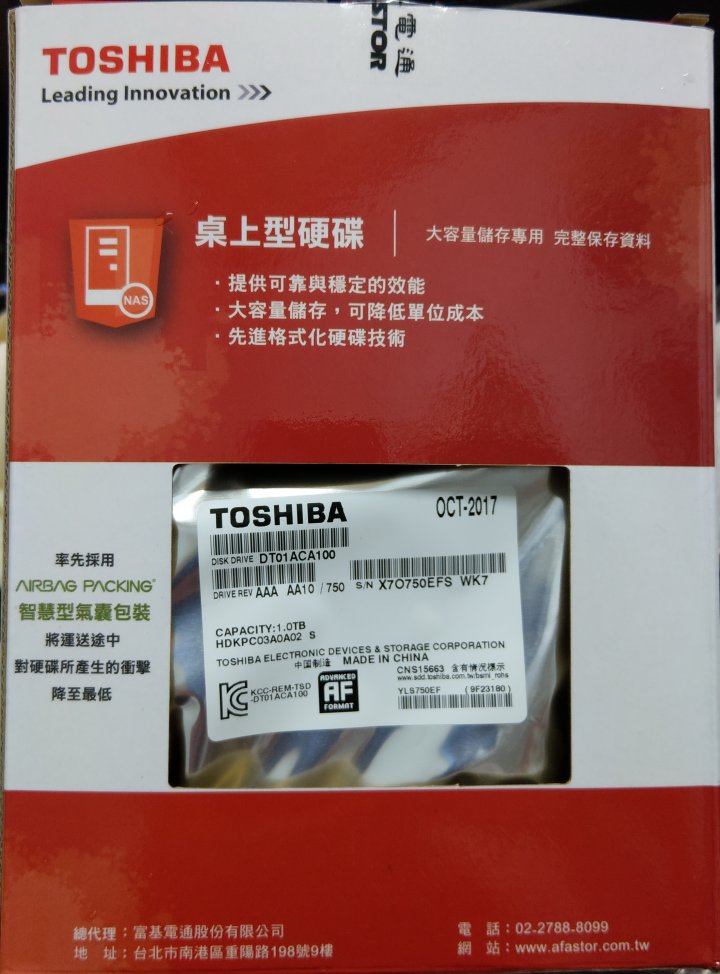 電通
ASTOR
TOSHIBA
Leading Innovation >>>
桌上型硬碟
大容量儲存專用 完整保存資料
NAS
·提供可靠與穩定的效能
·大容量儲存，可降低單位成本
·先進格式化硬碟技術
TOSHIBA
OCT-2017
DISK DRIVE DT01ACA100
DRIVE REV AAA AA10 / 750
S/N X7O750EFS WK7
CAPACITY:1.0TB
HDKPC03A0A02 S
TOSHIBA ELECTRONIC DEVICES & STORAGE CORPORATION
中国制造 MADE IN CHINA
CNS15663 含有情況標示
www.sdd.toshiba.com.tw/bsmi_rohs
KCC-REM-TSD
-DT01ACA100
ADVANCED
AF
FORMAT
YLS750EF (9F23180)
率先採用
AIRBAG PACKING®
智慧型氣囊包裝
將運送途中
對硬碟所產生的衝擊
降至最低
總代理：富基電通股份有限公司
地 址：台北市南港區重陽路198號9樓
電 話：02-2788-8099
網 站：www.afastor.com.tw